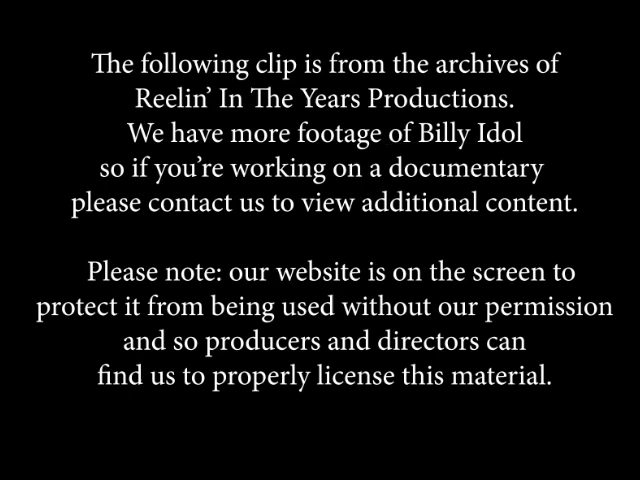 The following clip is from the archives of
Reelin’ In The Years Productions.
We have more footage of Billy Idol
so if you’re working on a documentary
please contact us to view additional content.
Please note: our website is on the screen to
protect it from being used without our permission
and so producers and directors can
find us to properly license this material.